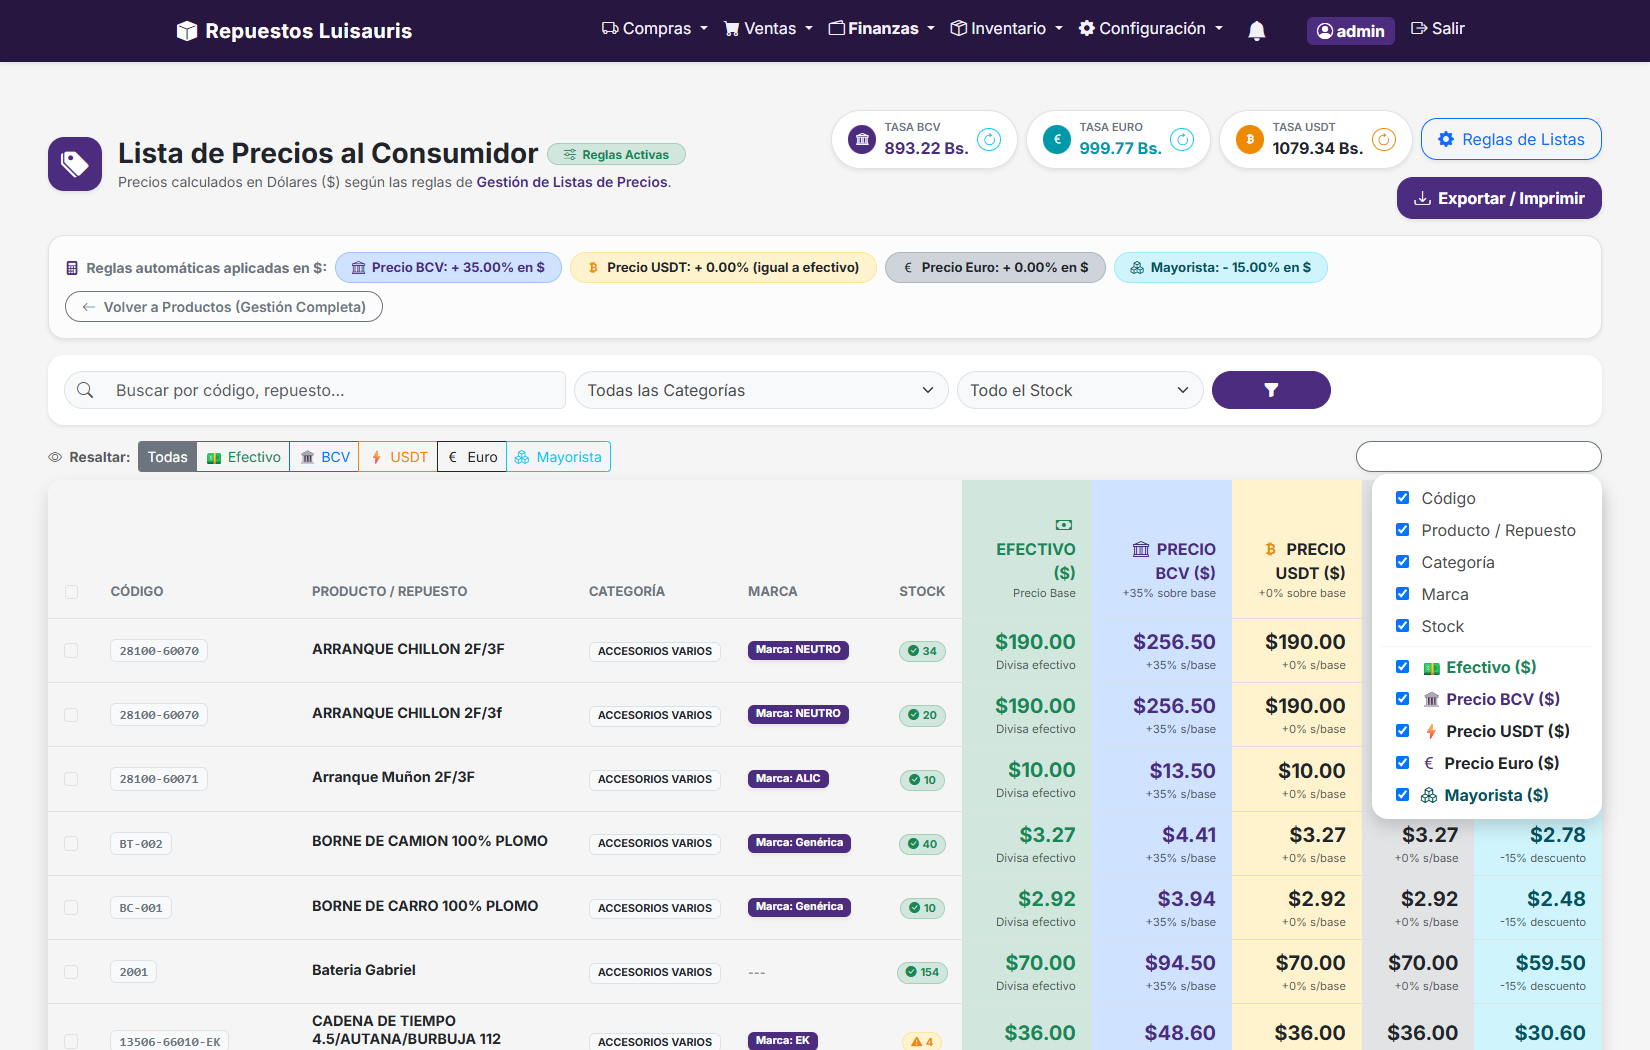 Repuestos Luisauris
Compras
Ventas
Finanzas
Inventario
Configuración
admin
Salir
Lista de Precios al Consumidor
Reglas Activas
Precios calculados en Dólares ($) según las reglas de Gestión de Listas de Precios.
TASA BCV
893.22 Bs.
TASA EURO
999.77 Bs.
TASA USDT
1079.34 Bs.
Reglas de Listas
Exportar / Imprimir
Reglas automáticas aplicadas en $:
Precio BCV: + 35.00% en $
Precio USDT: + 0.00% (igual a efectivo)
€ Precio Euro: + 0.00% en $
Mayorista: - 15.00% en $
← Volver a Productos (Gestión Completa)
Buscar por código, repuesto...
Todas las Categorías
Todo el Stock
Resaltar:
Todas
Efectivo
BCV
USDT
€ Euro
Mayorista
Código
Producto / Repuesto
Categoría
Marca
Stock
Efectivo ($)
Precio BCV ($)
Precio USDT ($)
€ Precio Euro ($)
Mayorista ($)
CÓDIGO
PRODUCTO / REPUESTO
CATEGORÍA
MARCA
STOCK
EFECTIVO
($)
Precio Base
PRECIO
BCV ($)
+35% sobre base
PRECIO
USDT ($)
+0% sobre base
28100-60070
ARRANQUE CHILLON 2F/3F
ACCESORIOS VARIOS
Marca: NEUTRO
34
$190.00
Divisa efectivo
$256.50
+35% s/base
$190.00
+0% s/base
28100-60070
ARRANQUE CHILLON 2F/3f
ACCESORIOS VARIOS
Marca: NEUTRO
20
$190.00
Divisa efectivo
$256.50
+35% s/base
$190.00
+0% s/base
28100-60071
Arranque Muñon 2F/3F
ACCESORIOS VARIOS
Marca: ALIC
10
$10.00
Divisa efectivo
$13.50
+35% s/base
$10.00
+0% s/base
BT-002
BORNE DE CAMION 100% PLOMO
ACCESORIOS VARIOS
Marca: Genérica
40
$3.27
Divisa efectivo
$4.41
+35% s/base
$3.27
+0% s/base
$3.27
+0% s/base
$2.78
-15% descuento
BC-001
BORNE DE CARRO 100% PLOMO
ACCESORIOS VARIOS
Marca: Genérica
10
$2.92
Divisa efectivo
$3.94
+35% s/base
$2.92
+0% s/base
$2.92
+0% s/base
$2.48
-15% descuento
2001
Bateria Gabriel
ACCESORIOS VARIOS
---
154
$70.00
Divisa efectivo
$94.50
+35% s/base
$70.00
+0% s/base
$70.00
+0% s/base
$59.50
-15% descuento
13506-66010-EK
CADENA DE TIEMPO
4.5/AUTANA/BURBUJA 112
ACCESORIOS VARIOS
Marca: EK
4
$36.00
$48.60
$36.00
$36.00
$30.60